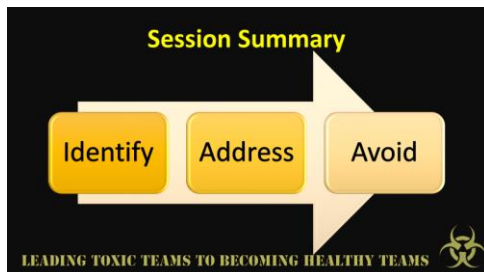 Session Summary
Identify Address Avoid
LEADING TOXIC TEAMS TO BECOMING HEALTHY TEAMS